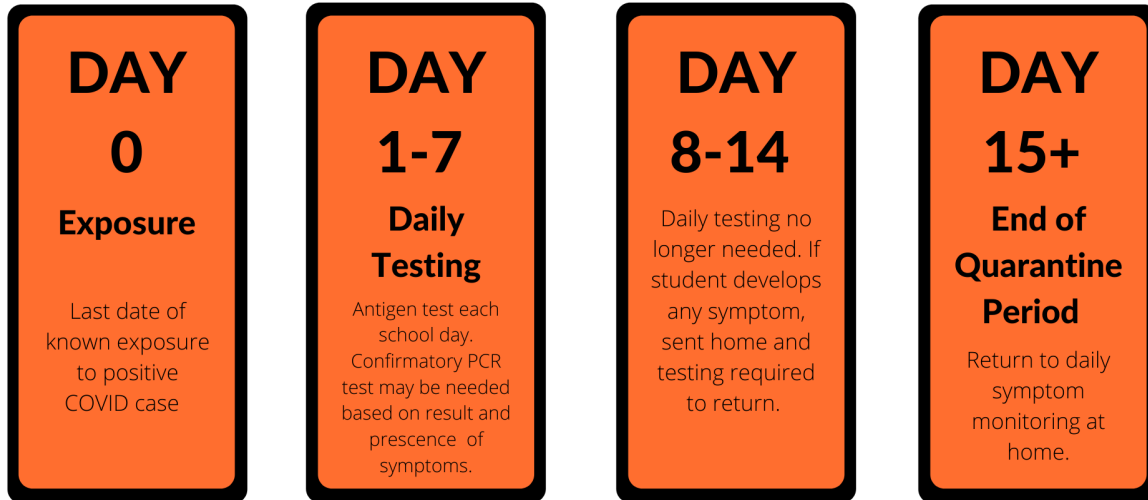 DAY
0
Exposure
Last date of
known exposure
to positive
COVID case
DAY
1-7
Daily
Testing
Antigen test each
school day.
Confirmatory PCR
test may be needed
based on result and
prescence of
symptoms.
DAY
8-14
Daily testing no
longer needed. If
student develops
any symptom,
sent home and
testing required
to return.
DAY
15+
End of
Quarantine
Period
Return to daily
symptom
monitoring at
home.